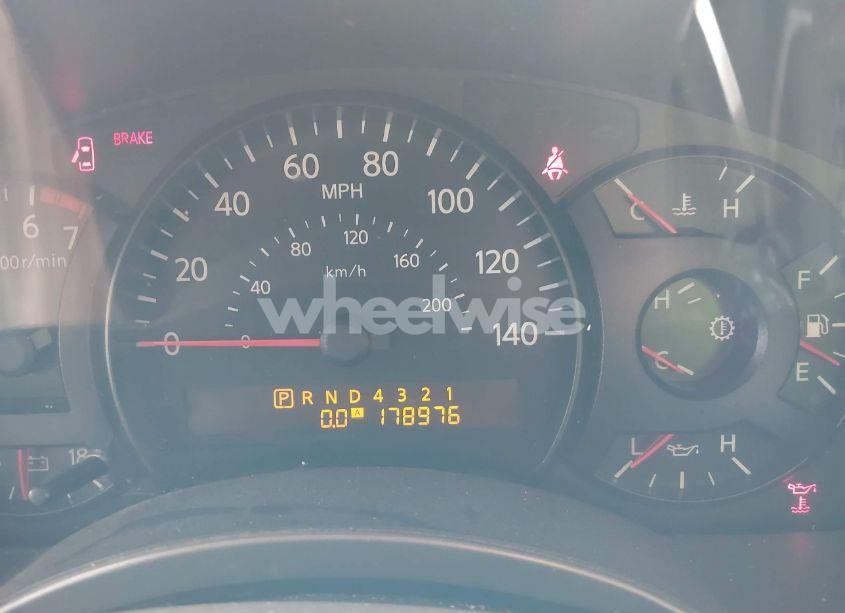 BRAKE
60 80
MPH
40 100
6
7
00 r/min
20 120
80 120 160
km/h
40 200
0 0 140
wheelwise
C H
H
C
F
E
L H
P R N D 4 3 2 1
0.0 A 178976
18